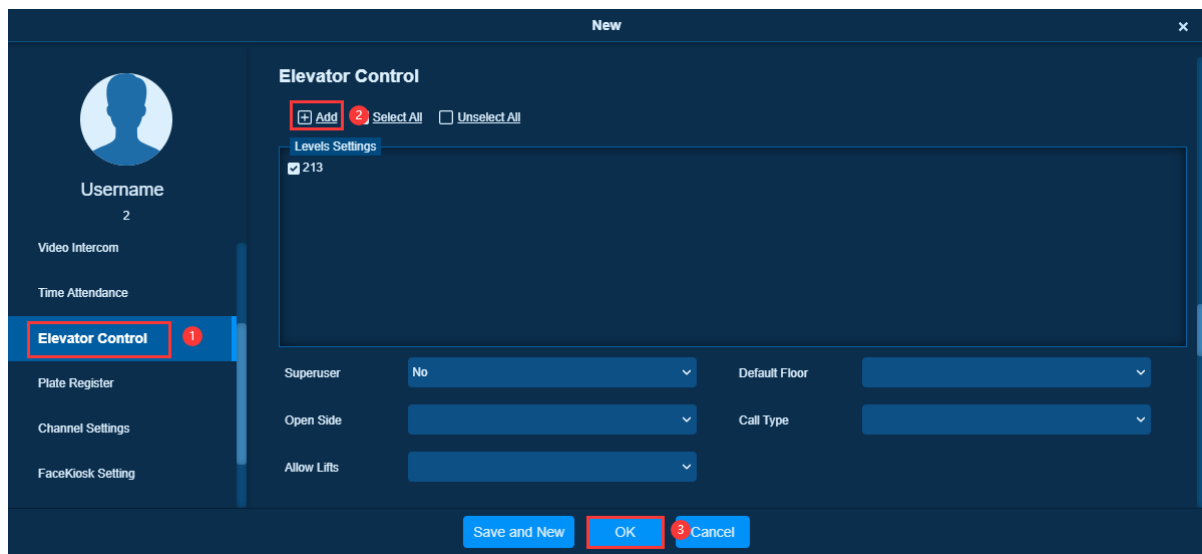 New
Username
2
Video Intercom
Time Attendance
Elevator Control
1
Plate Register
Channel Settings
FaceKiosk Setting
Elevator Control
Add
2
Select All
Unselect All
Levels Settings
213
Superuser
No
Default Floor
Open Side
Call Type
Allow Lifts
Save and New
OK
3
Cancel